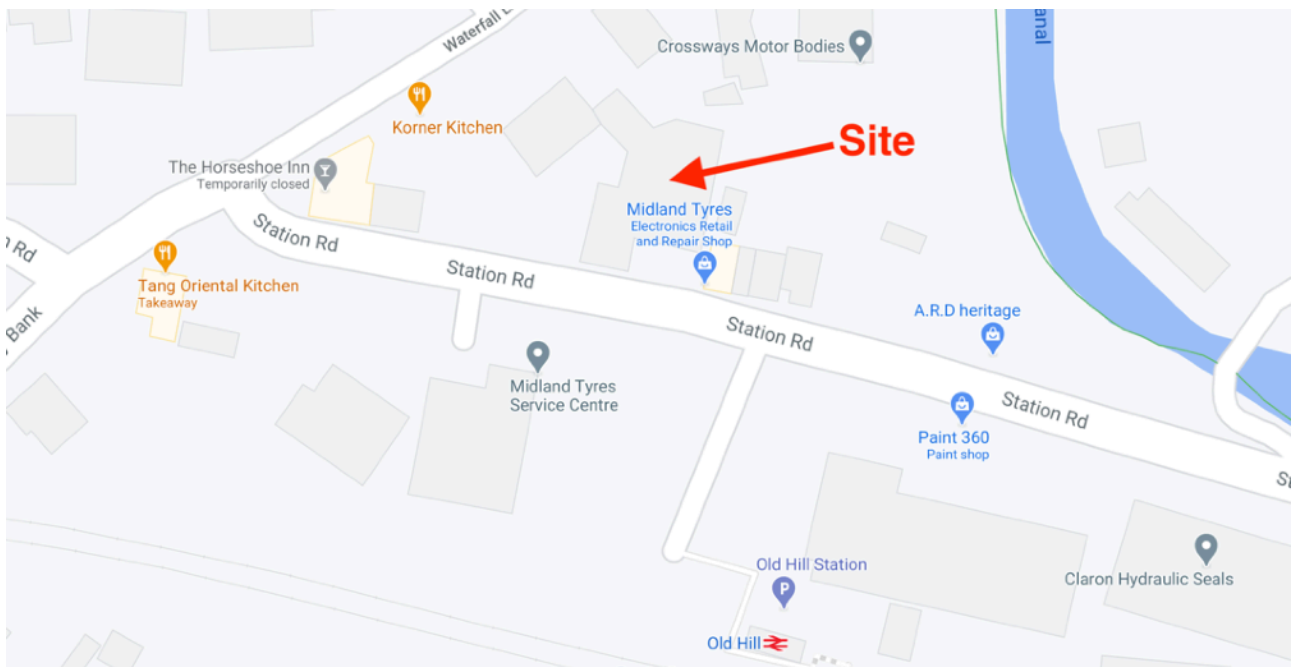 Waterfall L
Crossways Motor Bodies
anal
Korner Kitchen
Site
The Horseshoe Inn
Temporarily closed
Midland Tyres
Electronics Retail
and Repair Shop
Station Rd
n Rd
Station Rd
Tang Oriental Kitchen
Takeaway
Station Rd
A.R.D heritage
Bank
Midland Tyres
Service Centre
Station Rd
Paint 360
Paint shop
St
Old Hill Station
P
Claron Hydraulic Seals
Old Hill